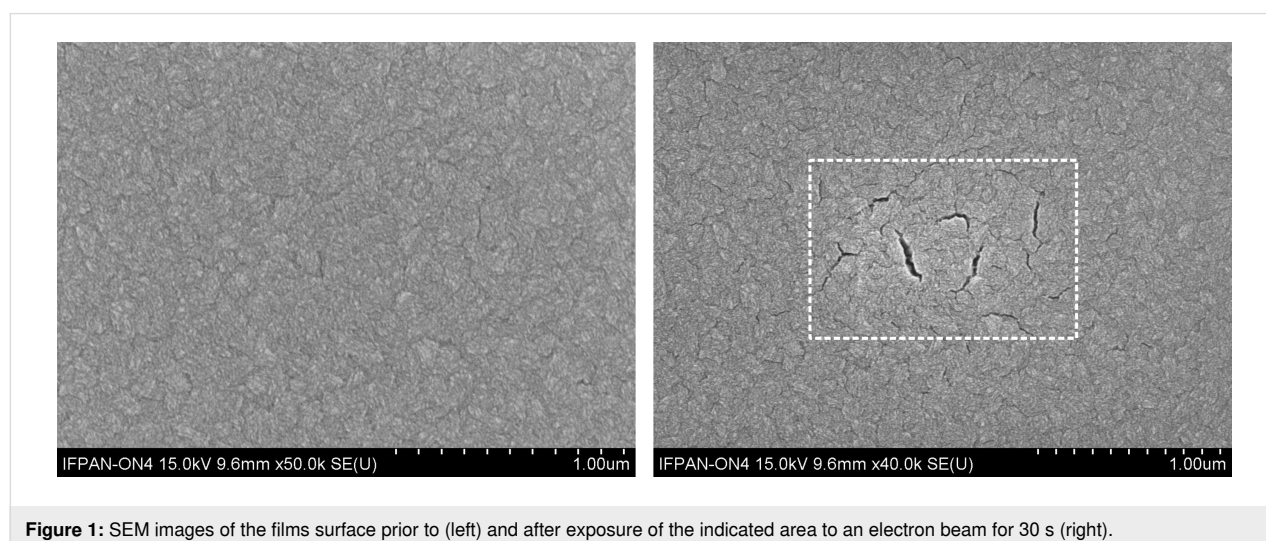 IFPAN-ON4 15.0kV 9.6mm x50.0k SE(U) 1.00um
IFPAN-ON4 15.0kV 9.6mm x40.0k SE(U) 1.00um
Figure 1: SEM images of the films surface prior to (left) and after exposure of the indicated area to an electron beam for 30 s (right).